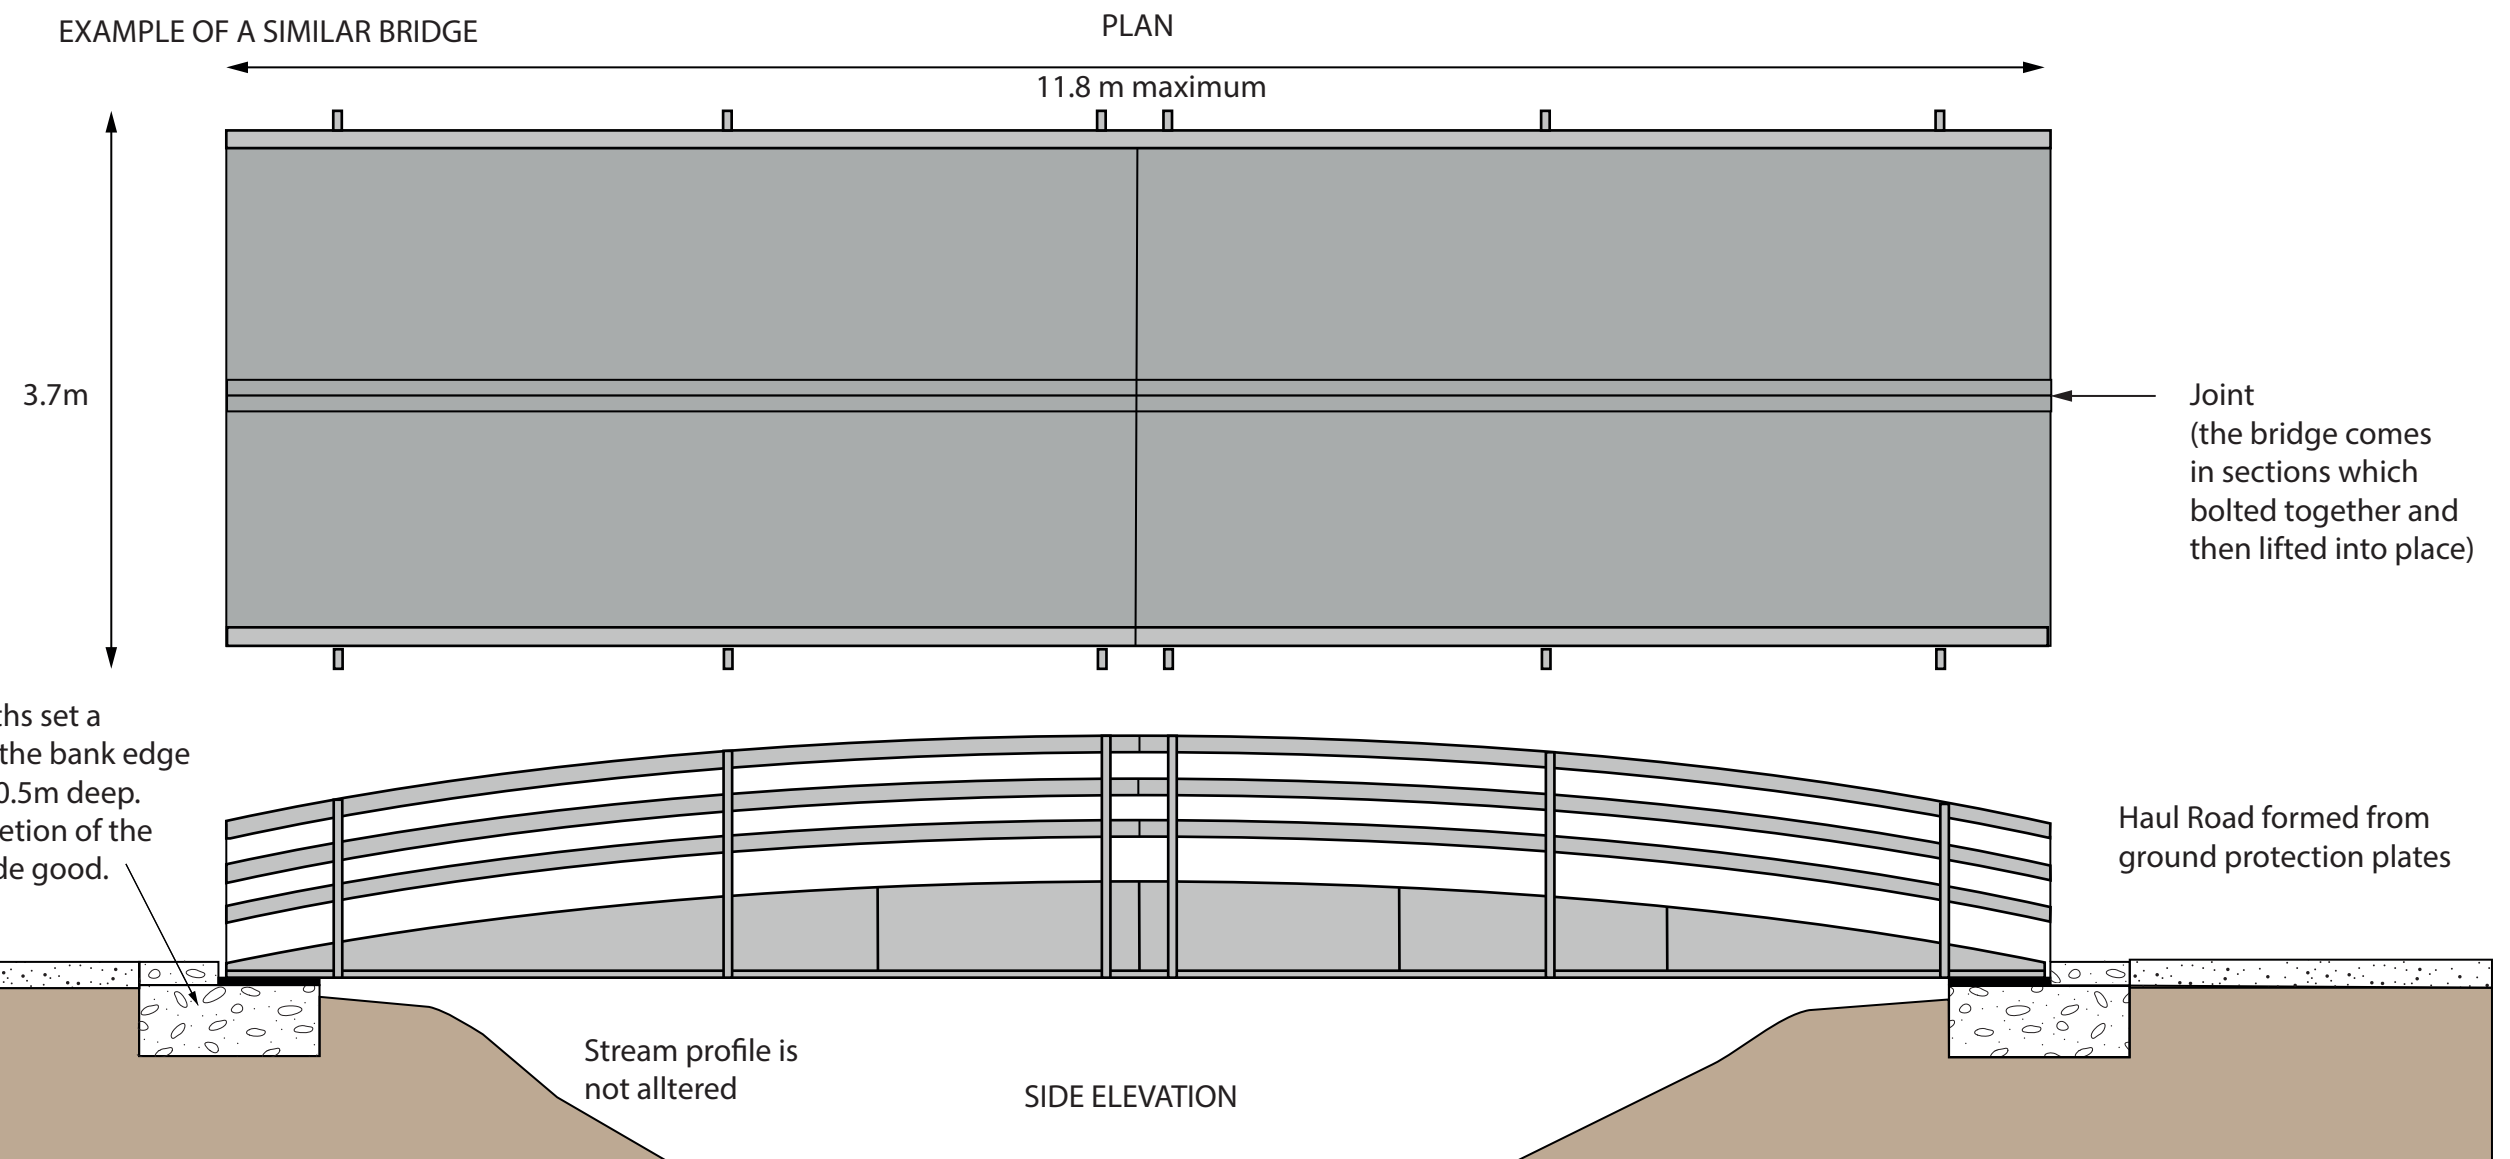 EXAMPLE OF A SIMILAR BRIDGE
PLAN
11.8 m maximum
3.7m
Joint
(the bridge comes
in sections which
bolted together and
then lifted into place)
set a
the bank edge
0.5m deep.
of the
good.
Haul Road formed from
ground protection plates
Stream profile is
not alltered
SIDE ELEVATION